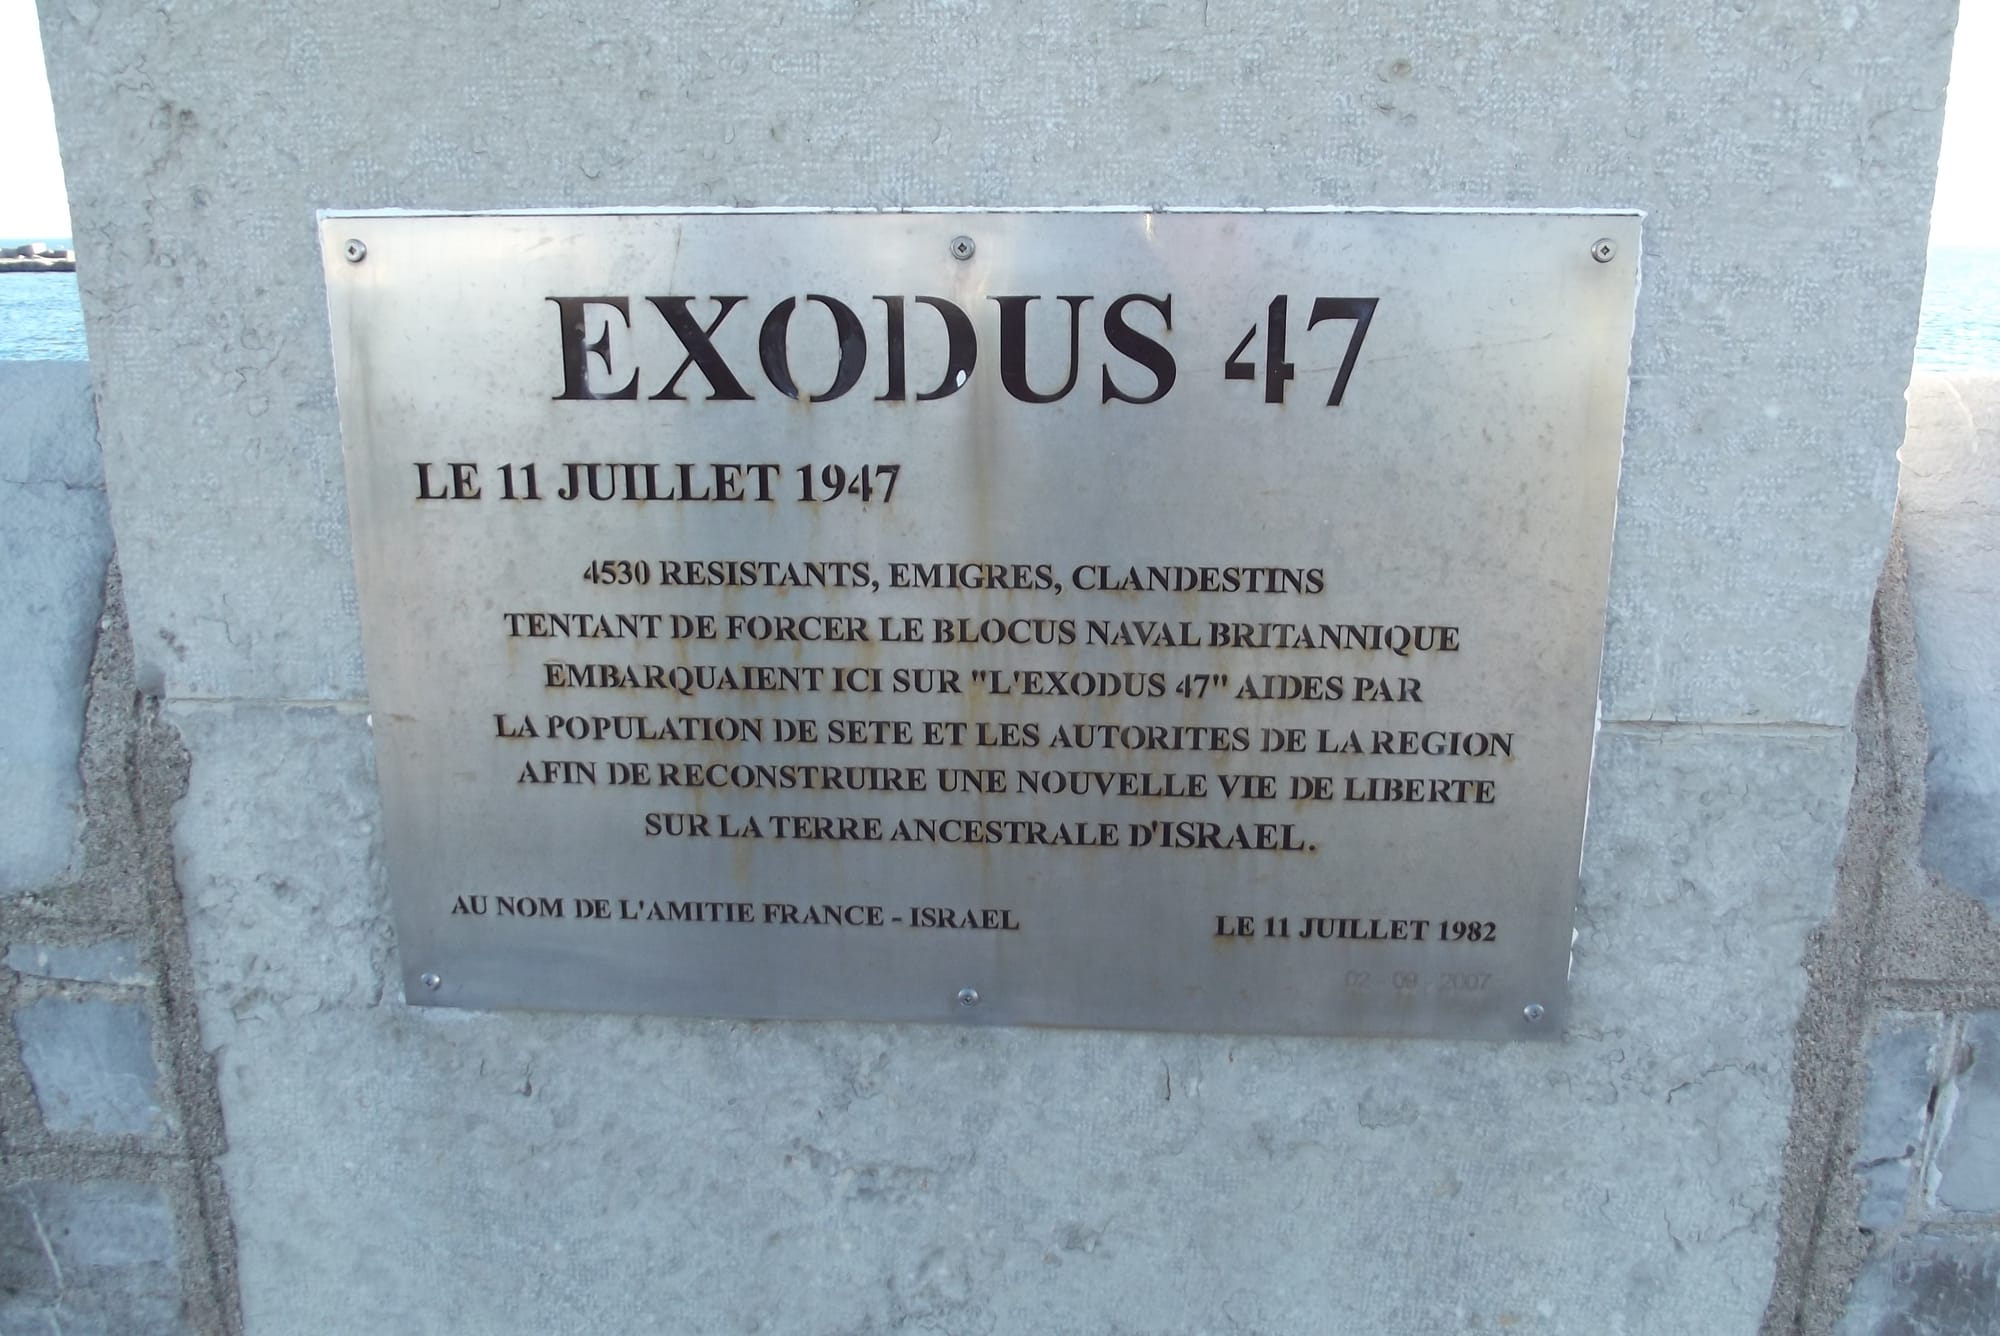 EXODUS 47
LE 11 JUILLET 1947
4530 RESISTANTS, EMIGRES, CLANDESTINS
TENTANT DE FORCER LE BLOCUS NAVAL BRITANNIQUE
EMBARQUAIENT ICI SUR "L'EXODUS 47" AIDES PAR
LA POPULATION DE SETE ET LES AUTORITES DE LA REGION
AFIN DE RECONSTRUIRE UNE NOUVELLE VIE DE LIBERTE
SUR LA TERRE ANCESTRALE D'ISRAEL.
AU NOM DE L'AMITIE FRANCE - ISRAEL
LE 11 JUILLET 1982
02 09 2007